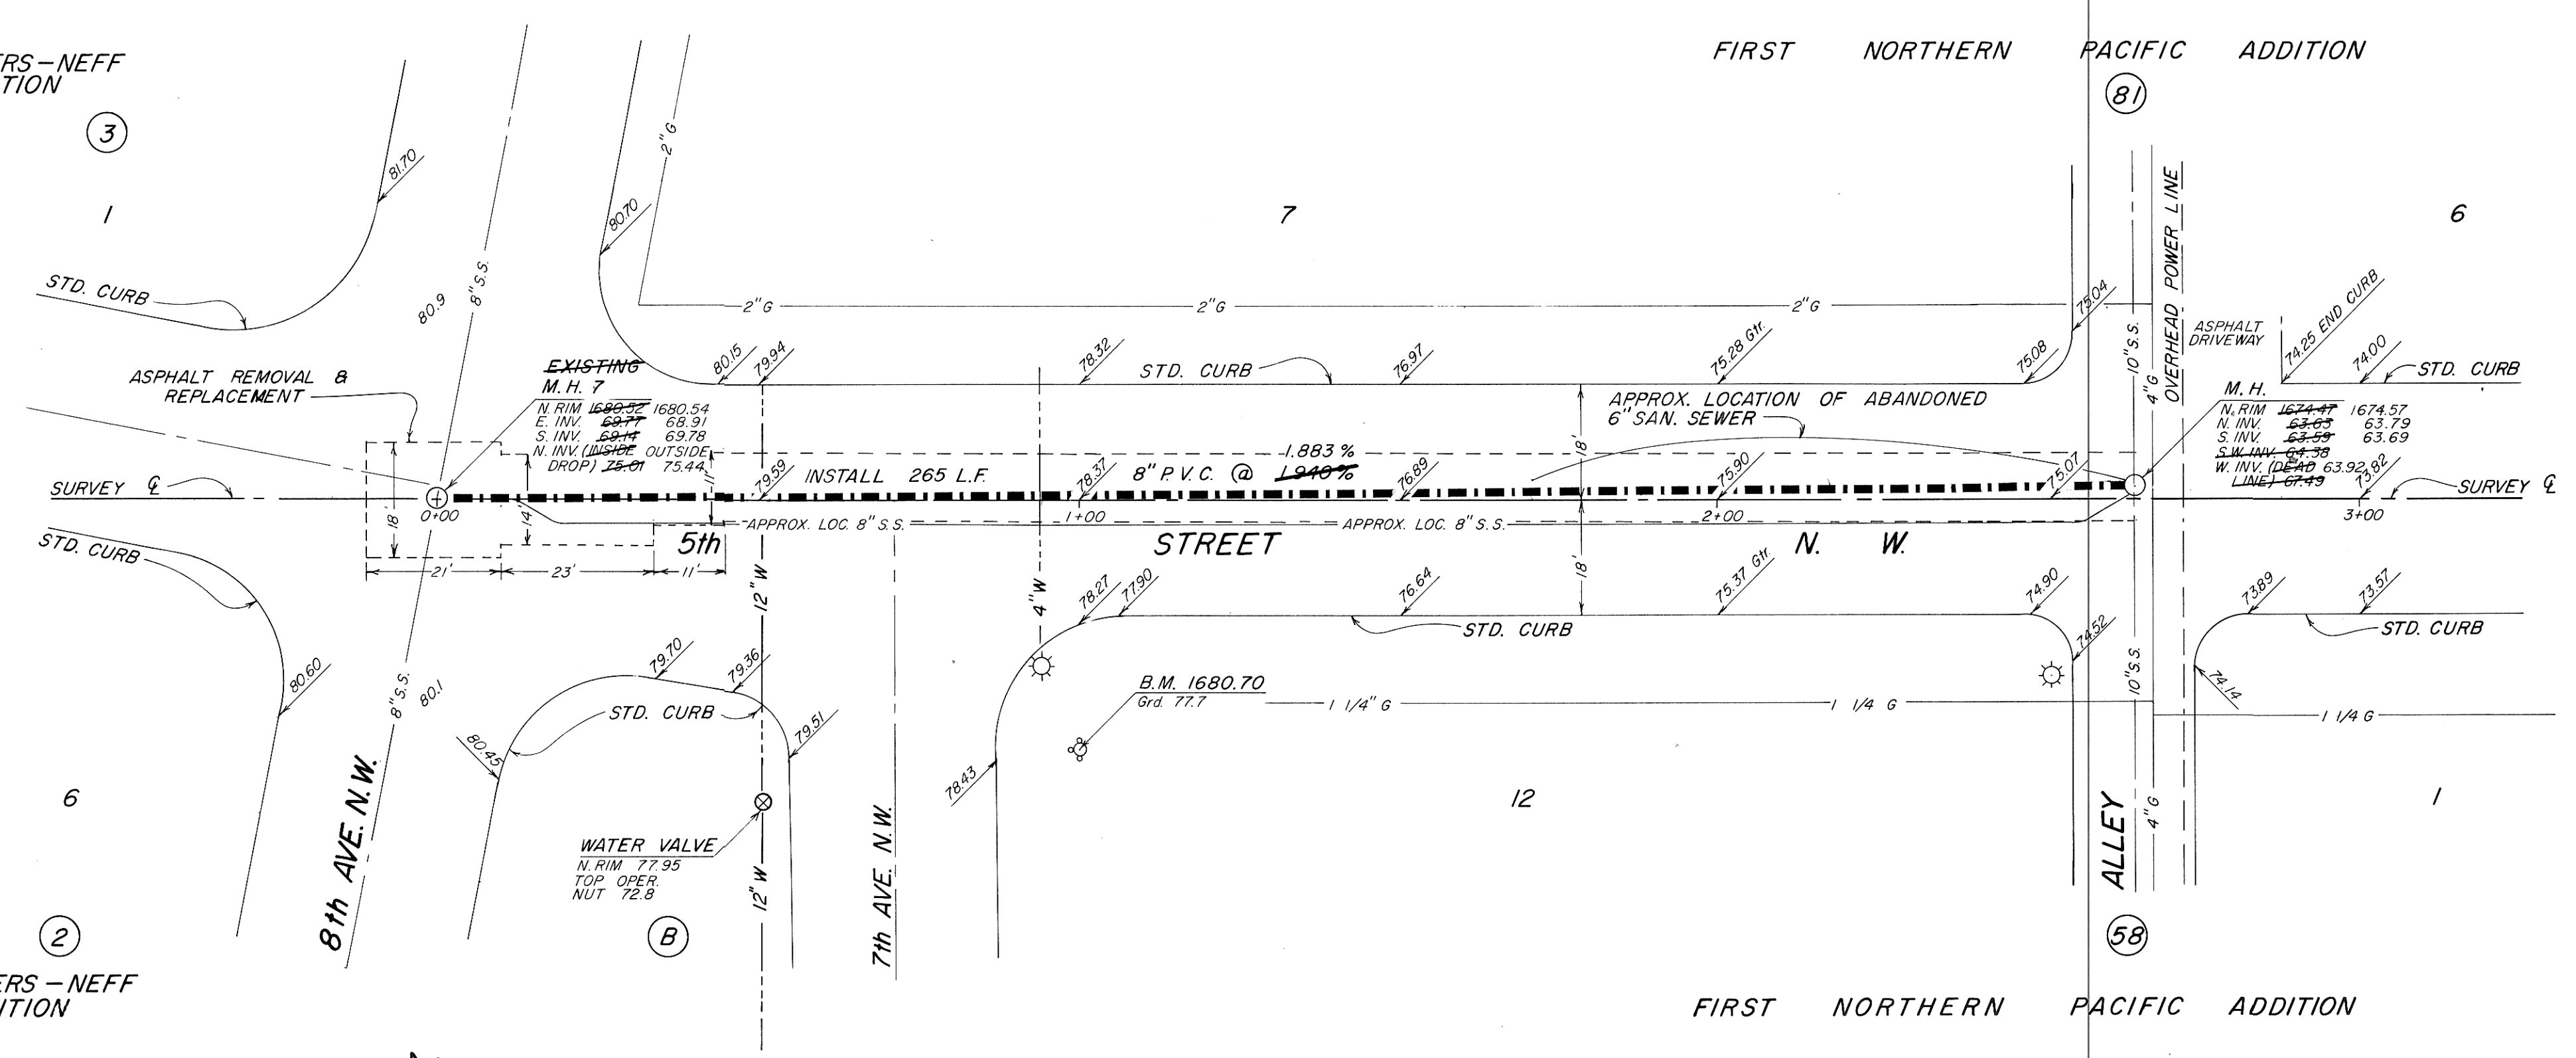 RS-NEFF
TION
FIRST NORTHERN PACIFIC ADDITION
81
3
1
7
6
81.70
80.70
2" G
8" S.S.
80.9
STD. CURB
2" G
2" G
2" G
75.04
10" S.S.
4" G
OVERHEAD POWER LINE
ASPHALT
DRIVEWAY
74.25 END CURB
74.00
STD. CURB
80.15
79.94
78.32
STD. CURB
76.97
75.28 Gtr.
75.08
ASPHALT REMOVAL &
REPLACEMENT
EXISTING
M. H. 7
N. RIM 1680.52 1680.54
E. INV. 69.77 68.91
S. INV. 69.14 69.78
N. INV. (INSIDE OUTSIDE
DROP) 75.01 75.44
APPROX. LOCATION OF ABANDONED
6" SAN. SEWER
M. H.
N. RIM 1674.47 1674.57
N. INV. 63.63 63.79
S. INV. 63.59 63.69
S.W. INV. 64.38
W. INV. (DEAD 63.92
LINE) 67.49
18'
1.883 %
INSTALL 265 L.F. 8" P.V.C. @ 1.940 %
79.59
78.37
76.89
75.90
75.07
73.82
SURVEY ℄
SURVEY ℄
0+00
1+00
2+00
3+00
18'
14'
11'
APPROX. LOC. 8" S.S.
APPROX. LOC. 8" S.S.
5th STREET N. W.
21'
23'
11'
STD. CURB
12" W
4" W
78.27
77.90
76.64
75.37 Gtr.
18'
74.90
74.52
73.89
73.57
STD. CURB
STD. CURB
80.60
8" S.S.
80.1
79.70
79.36
STD. CURB
79.51
80.45
78.43
B.M. 1680.70
Grd. 77.7
1 1/4" G
1 1/4 G
10" S.S.
74.14
1 1/4 G
6
8th AVE. N.W.
WATER VALVE
N. RIM 77.95
TOP OPER.
NUT 72.8
12" W
7th AVE. N.W.
12
ALLEY
4" G
1
2
B
58
ERS-NEFF
ITION
FIRST NORTHERN PACIFIC ADDITION